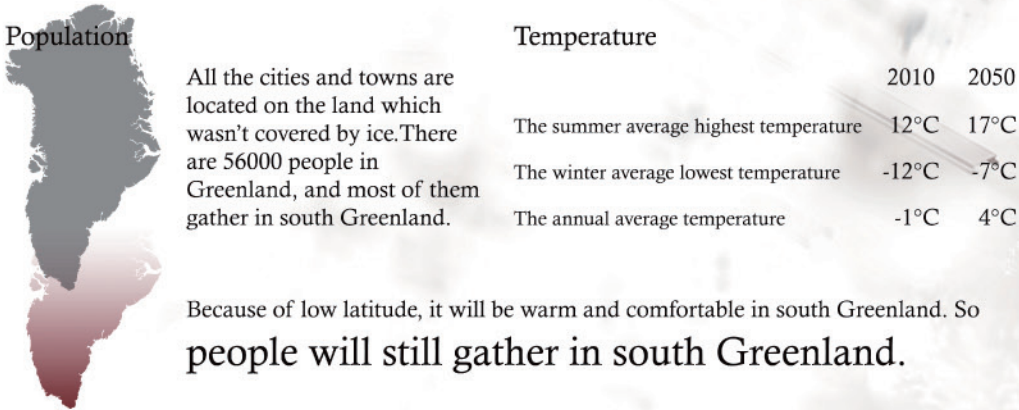 Population
All the cities and towns are
located on the land which
wasn't covered by ice.There
are 56000 people in
Greenland, and most of them
gather in south Greenland.
Temperature
2010 2050
The summer average highest temperature 12°C 17°C
The winter average lowest temperature -12°C -7°C
The annual average temperature -1°C 4°C
Because of low latitude, it will be warm and comfortable in south Greenland. So
people will still gather in south Greenland.